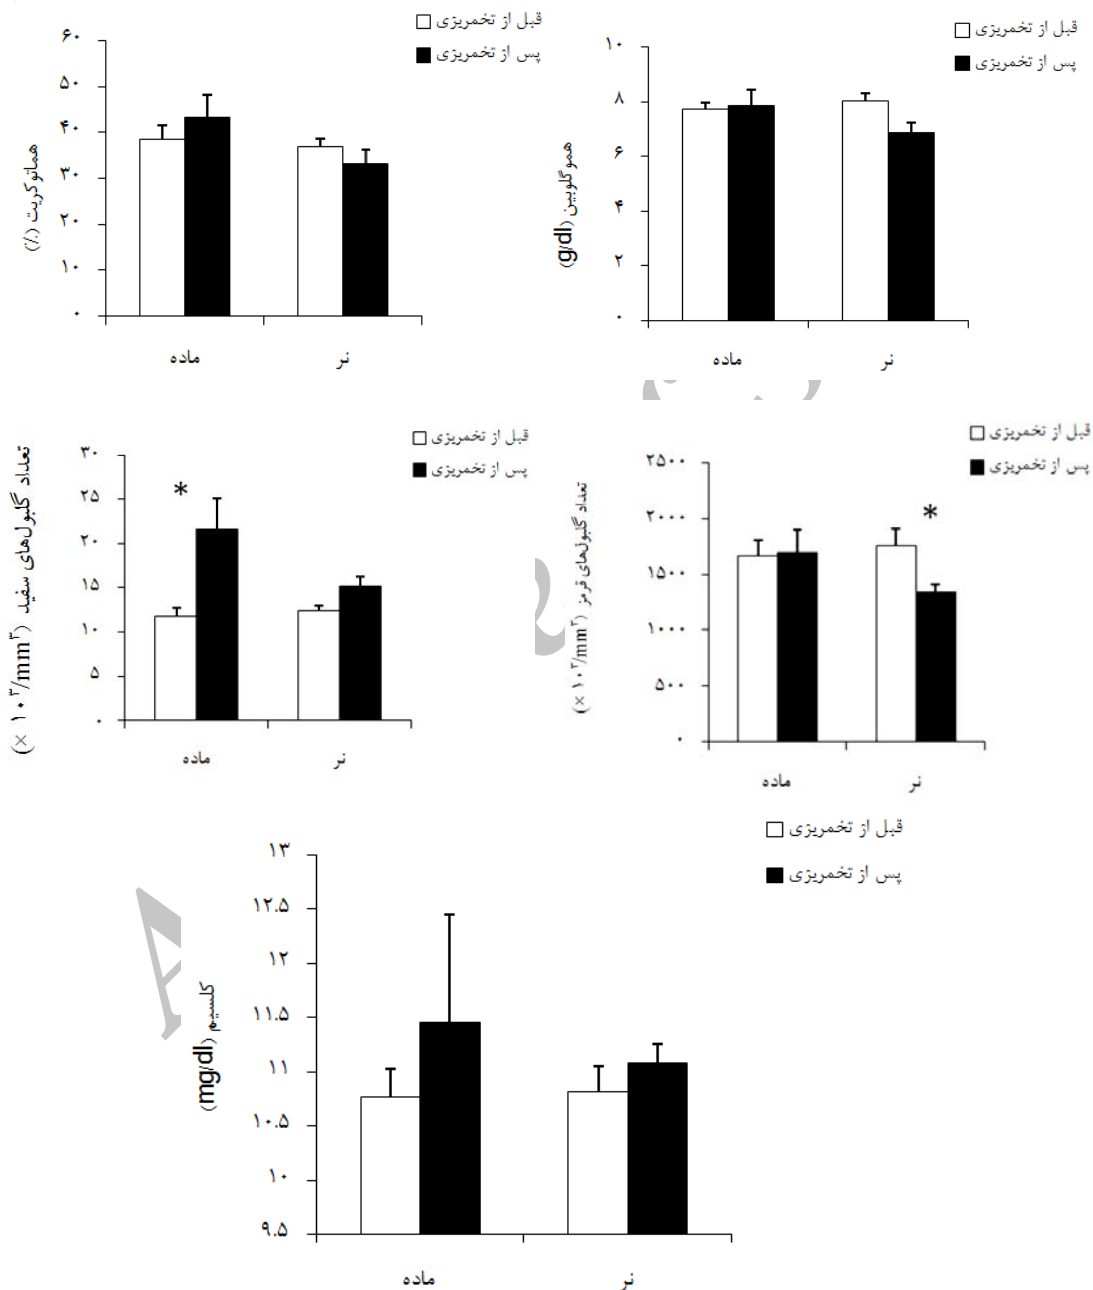 قبل از تخمریزی
پس از تخمریزی
هماتوکریت (٪)
۶۰
۵۰
۴۰
۳۰
۲۰
۱۰
۰
ماده
نر
قبل از تخمریزی
پس از تخمریزی
هموگلوبین (g/dl)
۱۰
۸
۶
۴
۲
۰
ماده
نر
قبل از تخمریزی
پس از تخمریزی
تعداد گلبول‌های سفید (× ۱۰^۳/mm^۳)
۳۰
۲۵
۲۰
۱۵
۱۰
۵
۰
*
ماده
نر
قبل از تخمریزی
پس از تخمریزی
تعداد گلبول‌های قرمز (× ۱۰^۳/mm^۳)
۲۵۰۰
۲۰۰۰
۱۵۰۰
۱۰۰۰
۵۰۰
۰
*
ماده
نر
قبل از تخمریزی
پس از تخمریزی
کلسیم (mg/dl)
۱۳
۱۲.۵
۱۲
۱۱.۵
۱۱
۱۰.۵
۱۰
۹.۵
ماده
نر